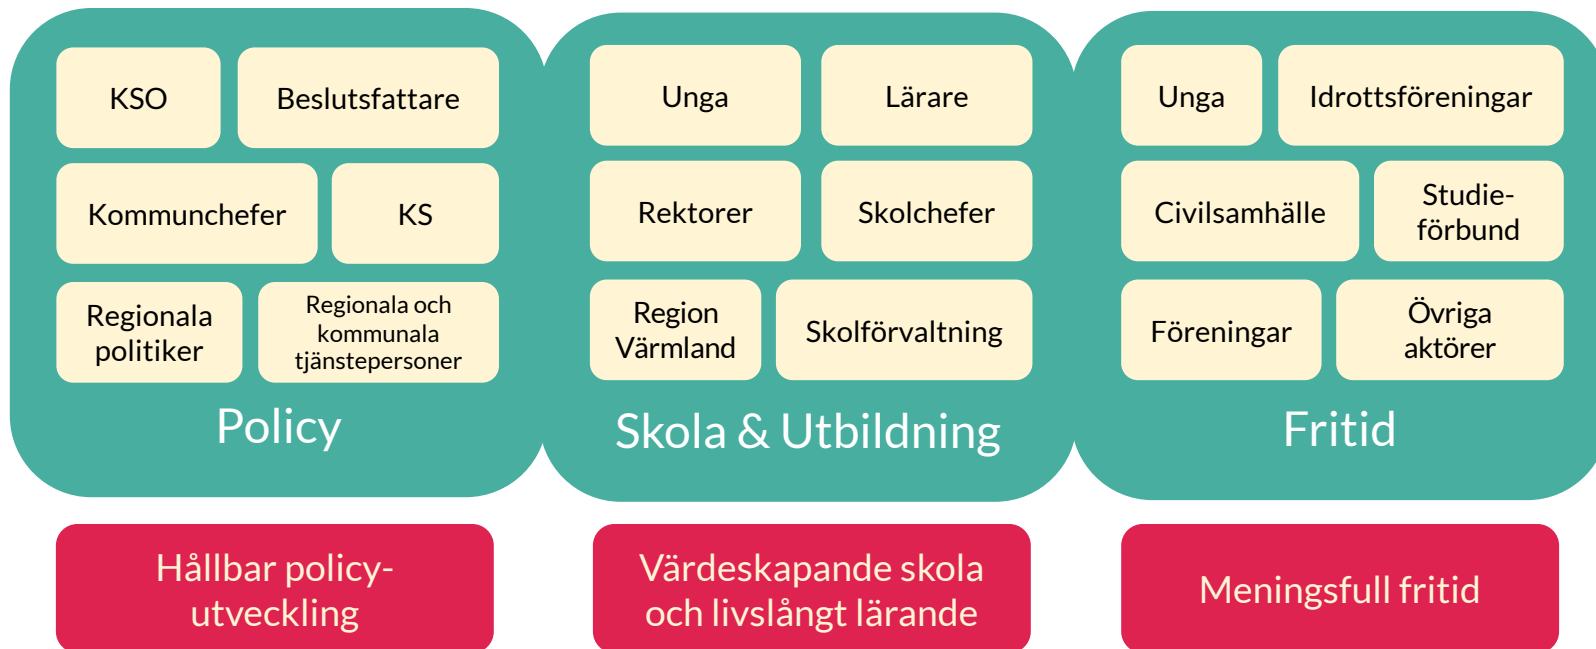 KSO
Beslutsfattare
Kommunchefer
KS
Regionala
politiker
Regionala och
kommunala
tjänstepersoner
Policy
Unga
Lärare
Rektorer
Skolchefer
Region
Värmland
Skolförvaltning
Skola & Utbildning
Unga
Idrottsföreningar
Civilsamhälle
Studie-
förbund
Föreningar
Övriga
aktörer
Fritid
Hållbar policy-
utveckling
Värdeskapande skola
och livslångt lärande
Meningsfull fritid